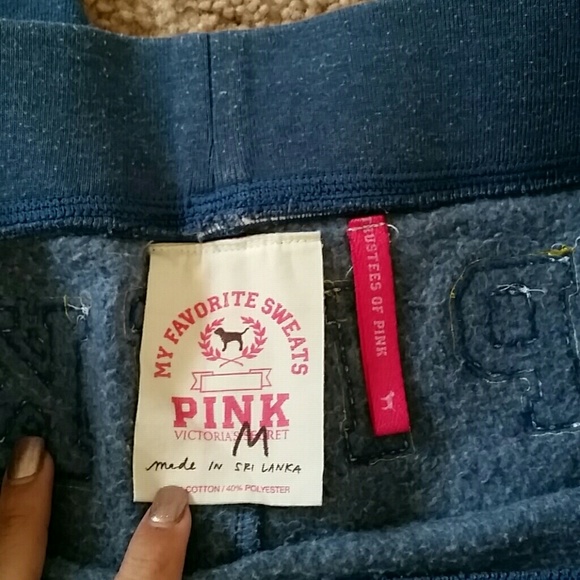 MY FAVORITE SWEATS
PINK
VICTORIA'S SECRET
M
made IN SRI LANKA
COTTON / 40% POLYESTER
TRUSTEES OF PINK